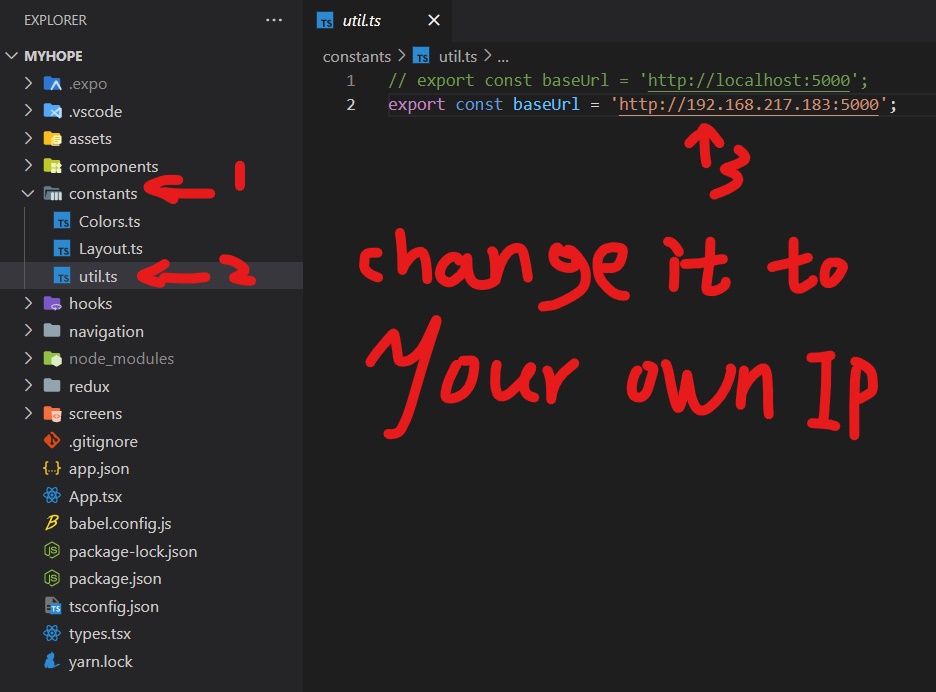 EXPLORER
MYHOPE
.expo
.vscode
assets
components
constants
1
Colors.ts
Layout.ts
util.ts
2
hooks
navigation
node_modules
redux
screens
.gitignore
app.json
App.tsx
babel.config.js
package-lock.json
package.json
tsconfig.json
types.tsx
yarn.lock
TS util.ts
constants > TS util.ts > ...
1 // export const baseUrl = 'http://localhost:5000';
2 export const baseUrl = 'http://192.168.217.183:5000';
3
change it to
Your own Ip